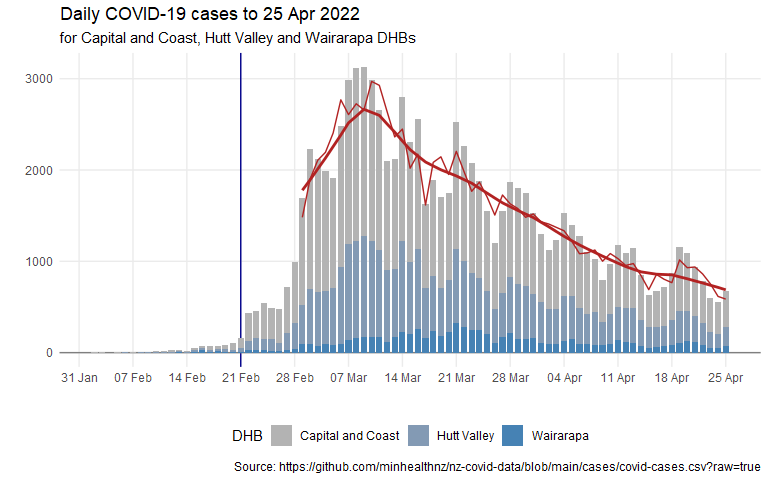 Daily COVID-19 cases to 25 Apr 2022
for Capital and Coast, Hutt Valley and Wairarapa DHBs
3000
2000
1000
0
31 Jan 07 Feb 14 Feb 21 Feb 28 Feb 07 Mar 14 Mar 21 Mar 28 Mar 04 Apr 11 Apr 18 Apr 25 Apr
DHB Capital and Coast Hutt Valley Wairarapa
Source: https://github.com/minhealthnz/nz-covid-data/blob/main/cases/covid-cases.csv?raw=true